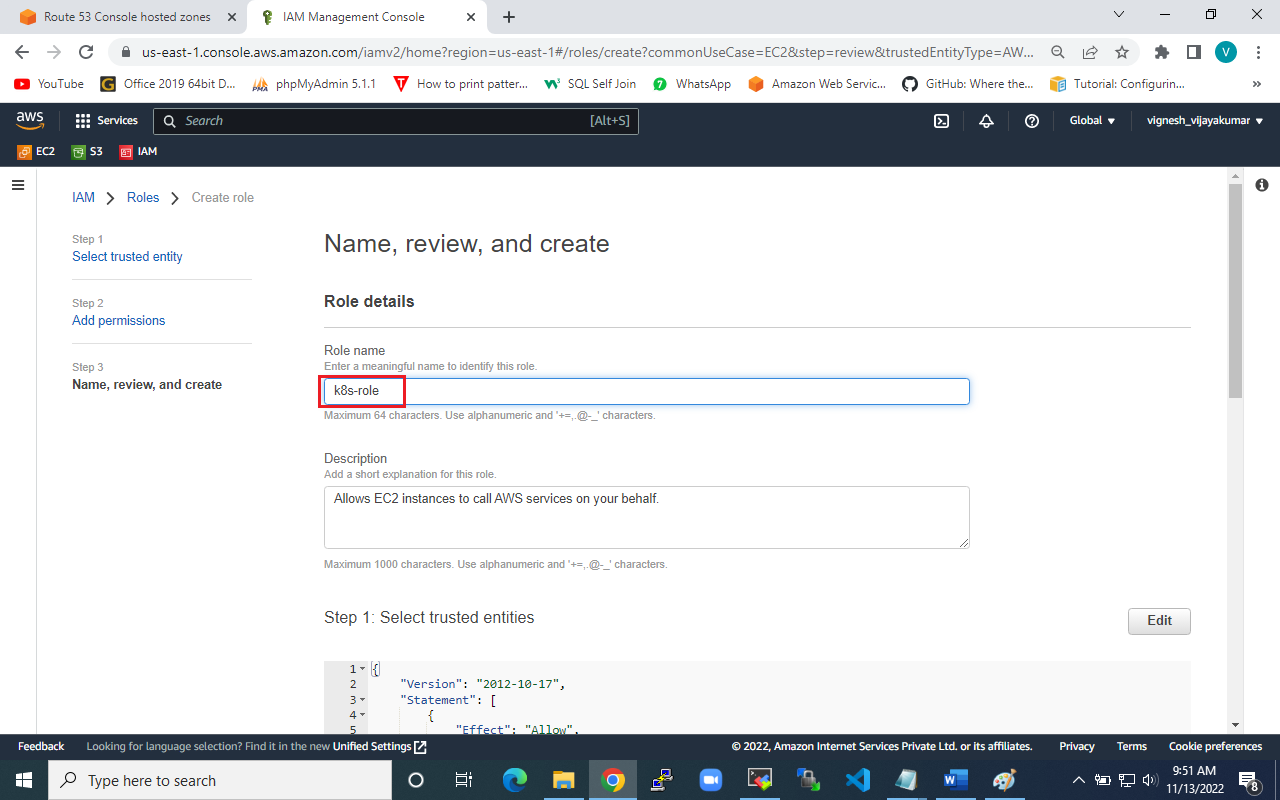 Route 53 Console hosted zones
IAM Management Console
us-east-1.console.aws.amazon.com/iamv2/home?region=us-east-1#/roles/create?commonUseCase=EC2&step=review&trustedEntityType=AW...
V
YouTube
Office 2019 64bit D...
phpMyAdmin 5.1.1
How to print patter...
SQL Self Join
WhatsApp
Amazon Web Servic...
GitHub: Where the...
Tutorial: Configurin...
»
aws
Services
Search
[Alt+S]
Global
vignesh_vijayakumar
EC2
S3
IAM
IAM
Roles
Create role
Step 1
Select trusted entity
Step 2
Add permissions
Step 3
Name, review, and create
Name, review, and create
Role details
Role name
Enter a meaningful name to identify this role.
k8s-role
Maximum 64 characters. Use alphanumeric and '+=,.@-_' characters.
Description
Add a short explanation for this role.
Allows EC2 instances to call AWS services on your behalf.
Maximum 1000 characters. Use alphanumeric and '+=,.@-_' characters.
Step 1: Select trusted entities
Edit
1 {
2 "Version": "2012-10-17",
3 "Statement": [
4 {
5 "Effect": "Allow",
Feedback
Looking for language selection? Find it in the new Unified Settings
© 2022, Amazon Internet Services Private Ltd. or its affiliates.
Privacy
Terms
Cookie preferences
Type here to search
9:51 AM
11/13/2022
8